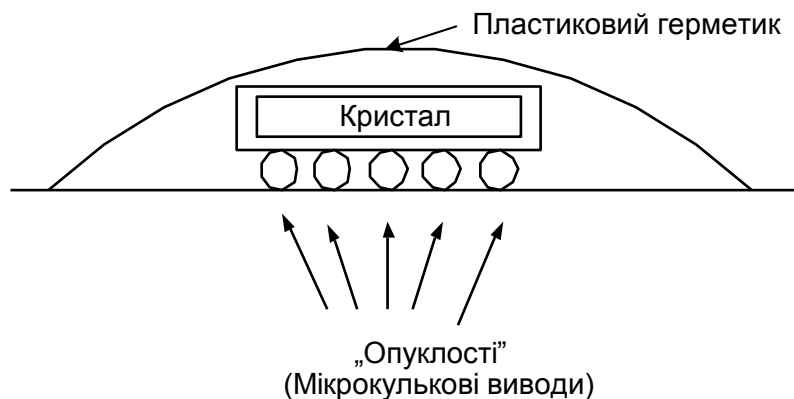 Пластиковий герметик
Кристал
„Опуклості”
(Мікрокулькові виводи)